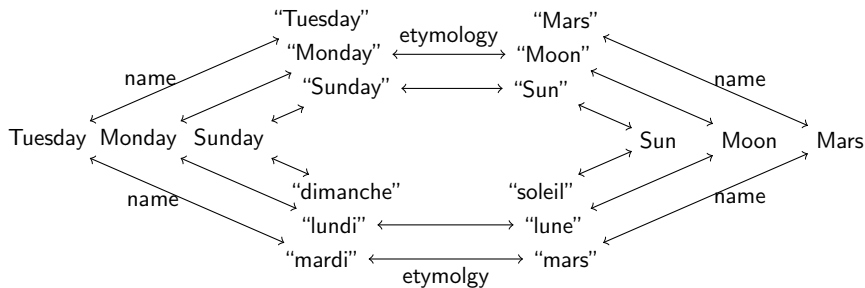 “Tuesday” “Mars”
etymology
“Monday” “Moon”
name name
“Sunday” “Sun”
Tuesday Monday Sunday Sun Moon Mars
“dimanche” “soleil”
name name
“lundi” “lune”
“mardi” “mars”
etymolgy